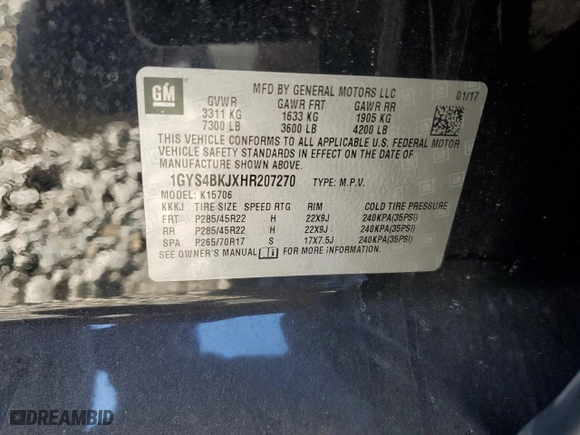 GM
MFD BY GENERAL MOTORS LLC
01/17
GVWR GAWR FRT GAWR RR
3311 KG 1633 KG 1905 KG
7300 LB 3600 LB 4200 LB
THIS VEHICLE CONFORMS TO ALL APPLICABLE U.S. FEDERAL MOTOR
VEHICLE SAFETY STANDARDS IN EFFECT ON THE DATE OF
MANUFACTURE SHOWN ABOVE.
1GYS4BKJXHR207270 TYPE: M.P.V.
MODEL: K15706
KKKJ TIRE SIZE SPEED RTG RIM COLD TIRE PRESSURE
FRT P285/45R22 H 22X9J 240KPA(35PSI)
RR P285/45R22 H 22X9J 240KPA(35PSI)
SPA P265/70R17 S 17X7.5J 240KPA(35PSI)
SEE OWNER'S MANUAL FOR MORE INFORMATION
DREAMBID